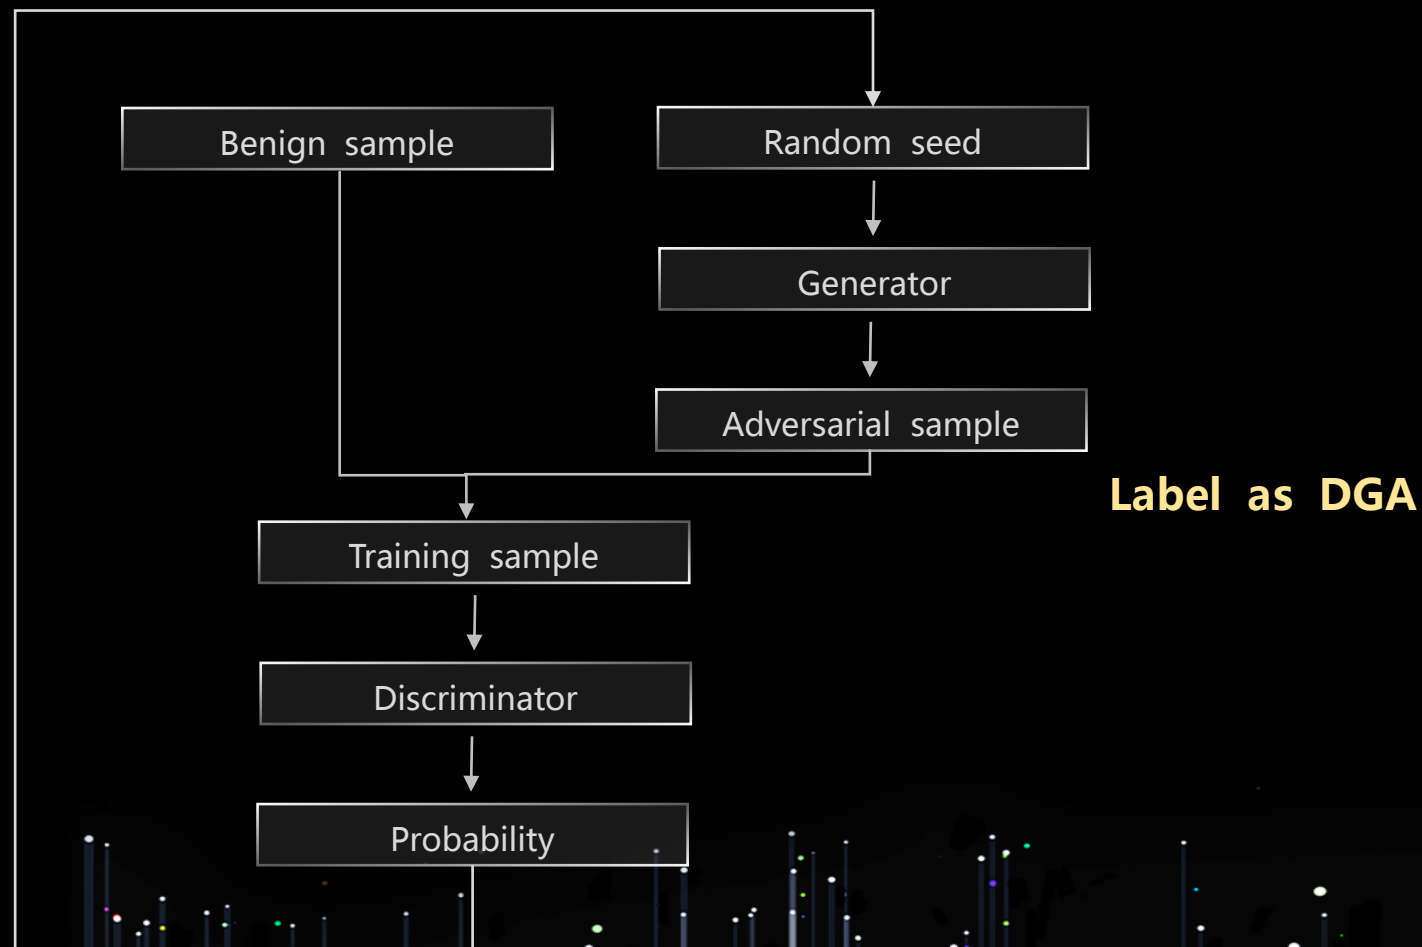 Benign sample
Random seed
Generator
Adversarial sample
Label as DGA
Training sample
Discriminator
Probability